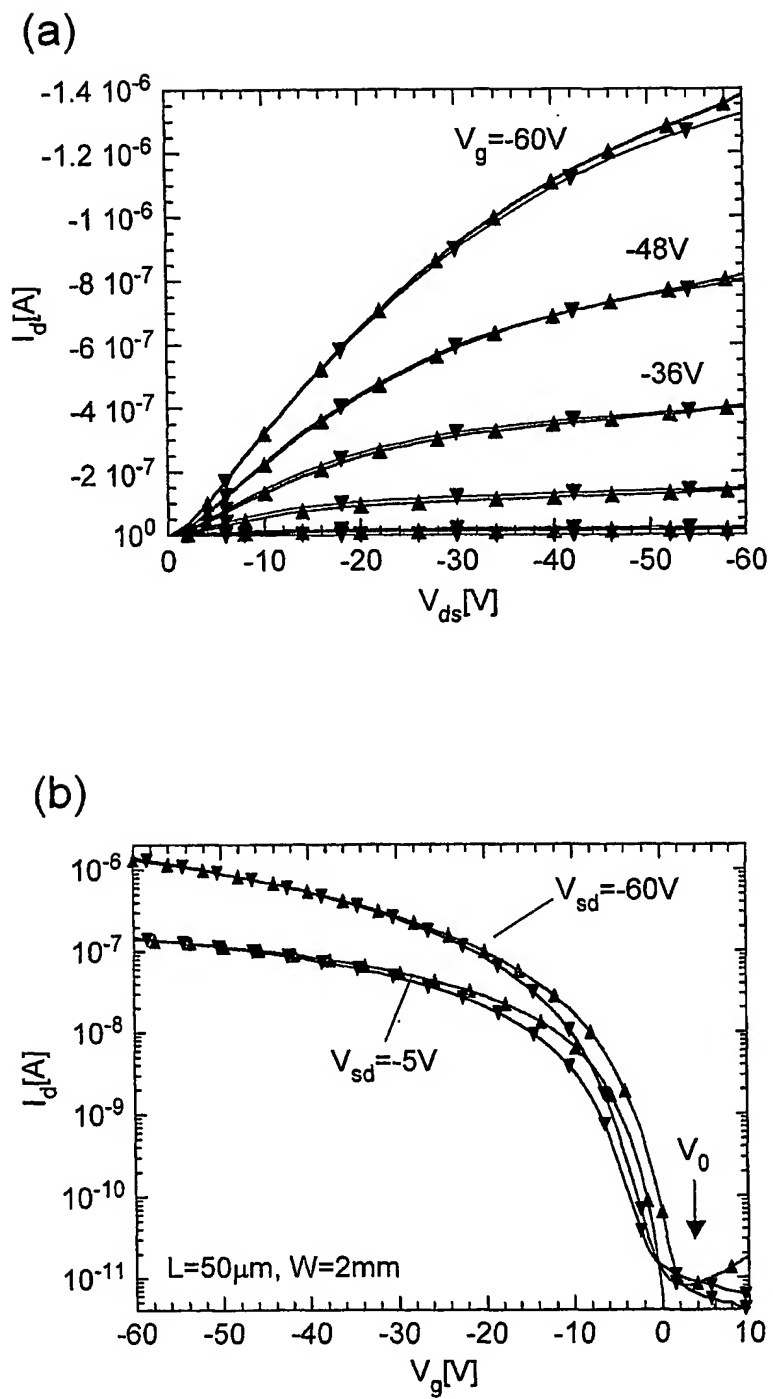 (a)
-1.4 10^-6
-1.2 10^-6
-1 10^-6
-8 10^-7
-6 10^-7
-4 10^-7
-2 10^-7
10^0
I_d[A]
V_g=-60V
-48V
-36V
0 -10 -20 -30 -40 -50 -60
V_ds[V]
(b)
10^-6
10^-7
10^-8
10^-9
10^-10
10^-11
I_d[A]
V_sd=-60V
V_sd=-5V
V_0
L=50μm, W=2mm
-60 -50 -40 -30 -20 -10 0 10
V_g[V]